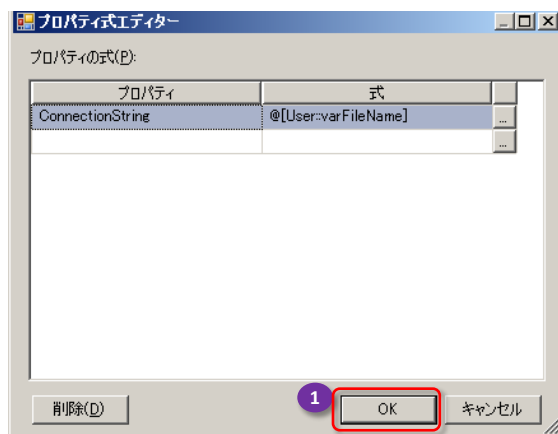 プロパティ式エディター
プロパティの式(P):
プロパティ 式
ConnectionString @[User::varFileName] ...
...
削除(D) 1 OK キャンセル